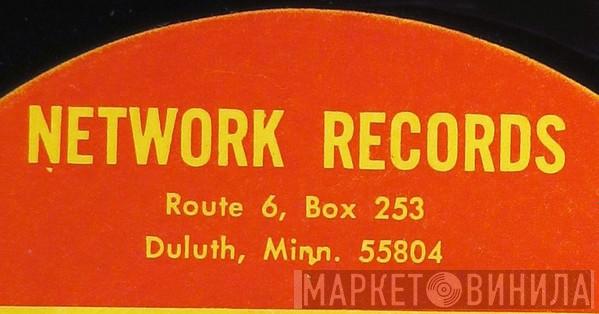 NETWORK RECORDS
Route 6, Box 253
Duluth, Minn. 55804
МАРКЕТ ВИНИЛА